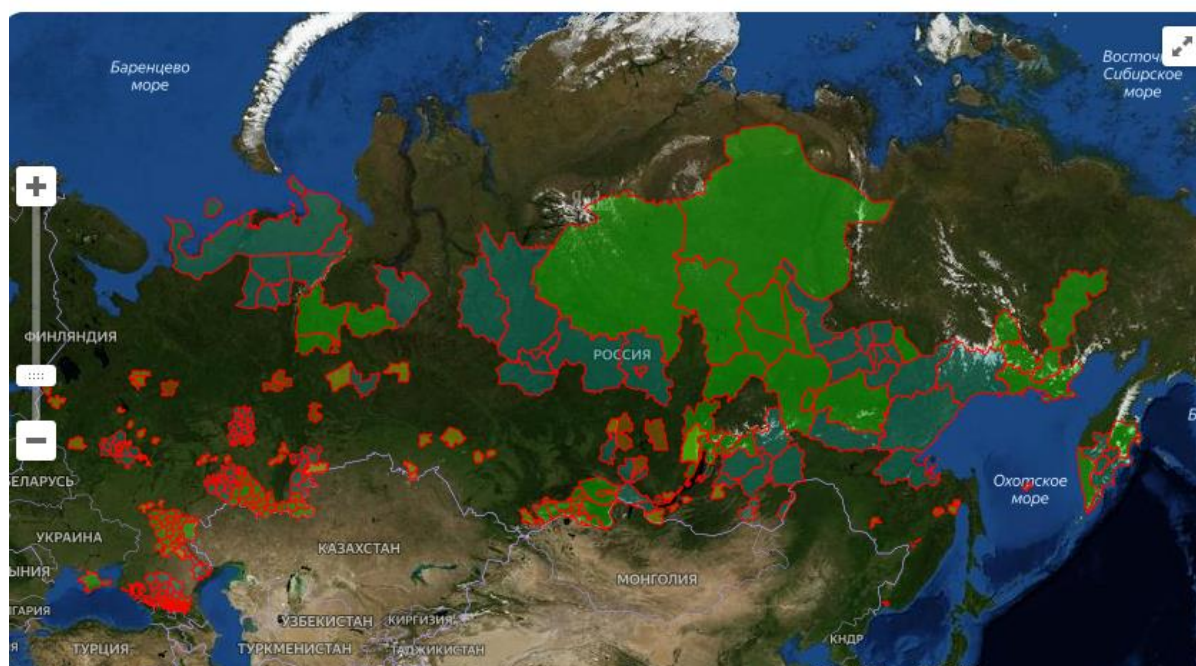 Баренцево
море
Восточ
Сибирское
море
ФИНЛЯНДИЯ
РОССИЯ
ЕЛАРУСЬ
Охотское
море
УКРАИНА
КАЗАХСТАН
ЫНИЯ
МОНГОЛИЯ
ГАРИЯ
УЗБЕКИСТАН
КИРГИЗИЯ
ТУРЦИЯ
ТУРКМЕНИСТАН
ТАДЖИКИСТАН
КНДР